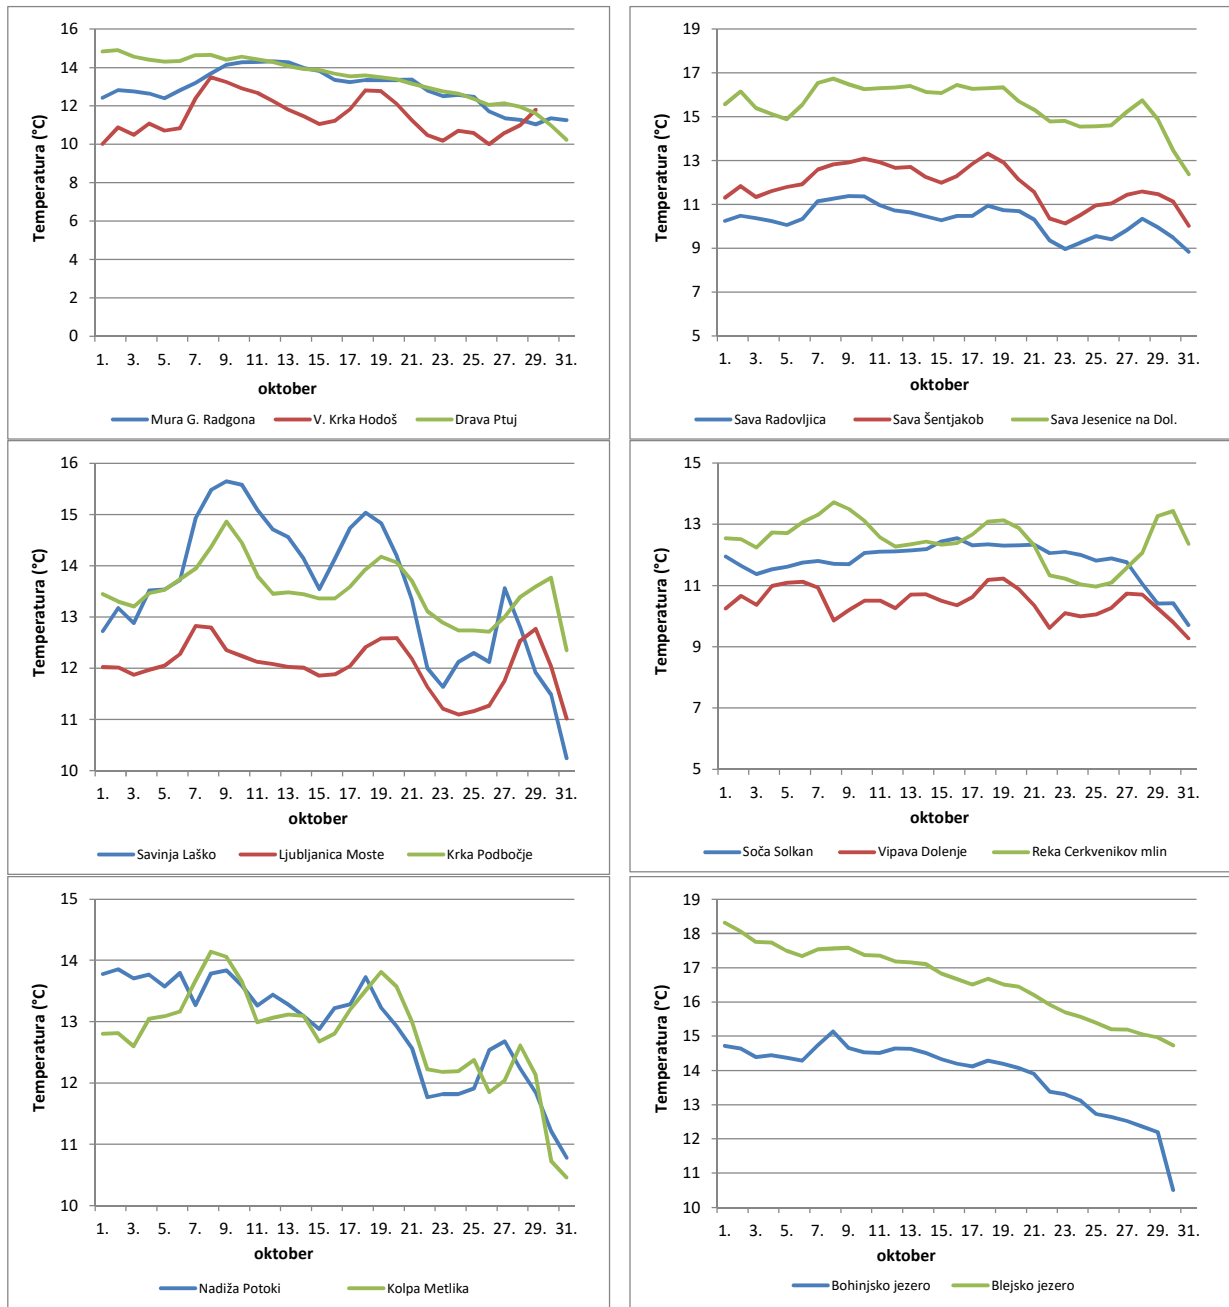 16
14
12
10
8
6
4
2
0
Temperatura (°C)
1. 3. 5. 7. 9. 11. 13. 15. 17. 19. 21. 23. 25. 27. 29. 31.
oktober
Mura G. Radgona V. Krka Hodoš Drava Ptuj
19
17
15
13
11
9
7
5
Temperatura (°C)
1. 3. 5. 7. 9. 11. 13. 15. 17. 19. 21. 23. 25. 27. 29. 31.
oktober
Sava Radovljica Sava Šentjakob Sava Jesenice na Dol.
16
15
14
13
12
11
10
Temperatura (°C)
1. 3. 5. 7. 9. 11. 13. 15. 17. 19. 21. 23. 25. 27. 29. 31.
oktober
Savinja Laško Ljubljanica Moste Krka Podbočje
15
13
11
9
7
5
Temperatura (°C)
1. 3. 5. 7. 9. 11. 13. 15. 17. 19. 21. 23. 25. 27. 29. 31.
oktober
Soča Solkan Vipava Dolenje Reka Cerkvenikov mlin
15
14
13
12
11
10
Temperatura (°C)
1. 3. 5. 7. 9. 11. 13. 15. 17. 19. 21. 23. 25. 27. 29. 31.
oktober
Nadiža Potoki Kolpa Metlika
19
18
17
16
15
14
13
12
11
10
Temperatura (°C)
1. 3. 5. 7. 9. 11. 13. 15. 17. 19. 21. 23. 25. 27. 29. 31.
oktober
Bohinjsko jezero Blejsko jezero